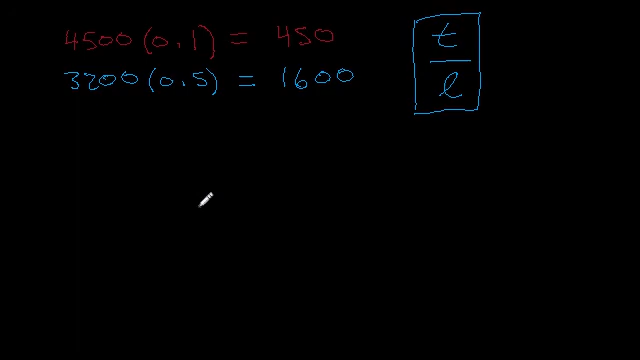 4500(0.1) = 450
3200(0.5) = 1600
t
l